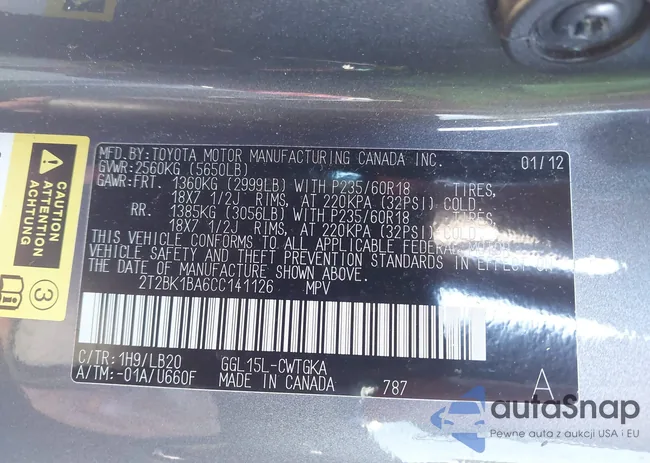 MFD.BY:TOYOTA MOTOR MANUFACTURING CANADA INC. 01/12
GVWR:2560KG (5650LB)
GAWR:FRT. 1360KG (2999LB) WITH P235/60R18 TIRES,
18X7 1/2J RIMS, AT 220KPA (32PSI) COLD.
RR. 1385KG (3056LB) WITH P235/60R18 TIRES,
18X7 1/2J RIMS, AT 220KPA (32PSI) COLD.
THIS VEHICLE CONFORMS TO ALL APPLICABLE FEDERAL MOTOR
VEHICLE SAFETY AND THEFT PREVENTION STANDARDS IN EFFECT ON
THE DATE OF MANUFACTURE SHOWN ABOVE.
2T2BK1BA6CC141126 MPV
C/TR:1H9/LB20 GGL15L-CWTGKA
A/TM:-01A/U660F MADE IN CANADA 787 A
CAUTION
ACHTUNG
ATTENTION
3
autaSnap
Pewne auta z aukcji USA i EU